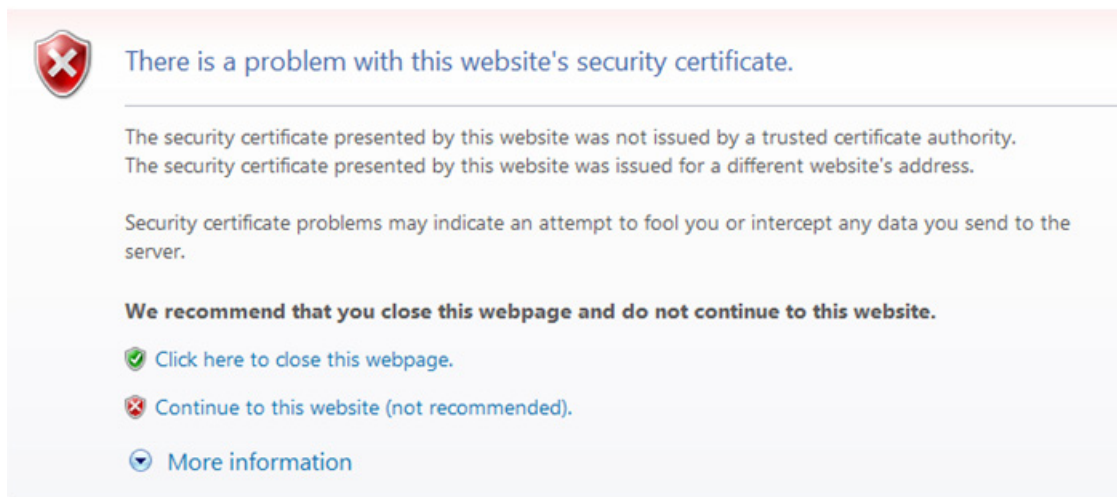 There is a problem with this website's security certificate.
The security certificate presented by this website was not issued by a trusted certificate authority.
The security certificate presented by this website was issued for a different website's address.
Security certificate problems may indicate an attempt to fool you or intercept any data you send to the
server.
We recommend that you close this webpage and do not continue to this website.
Click here to close this webpage.
Continue to this website (not recommended).
More information